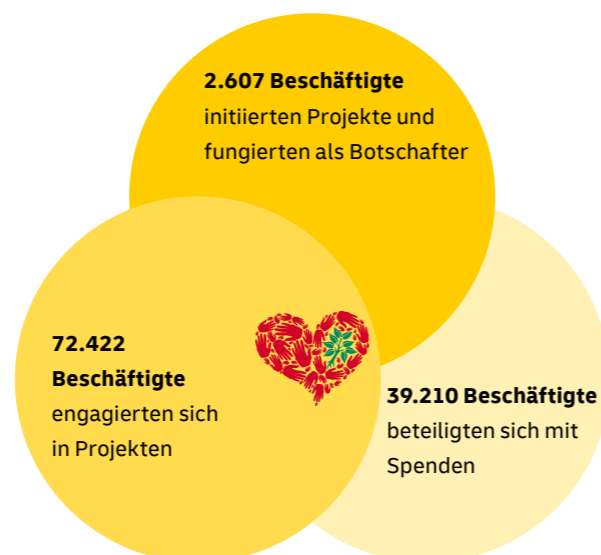 2.607 Beschäftigte
initiierten Projekte und
fungierten als Botschafter
72.422
Beschäftigte
engagierten sich
in Projekten
39.210 Beschäftigte
beteiligten sich mit
Spenden